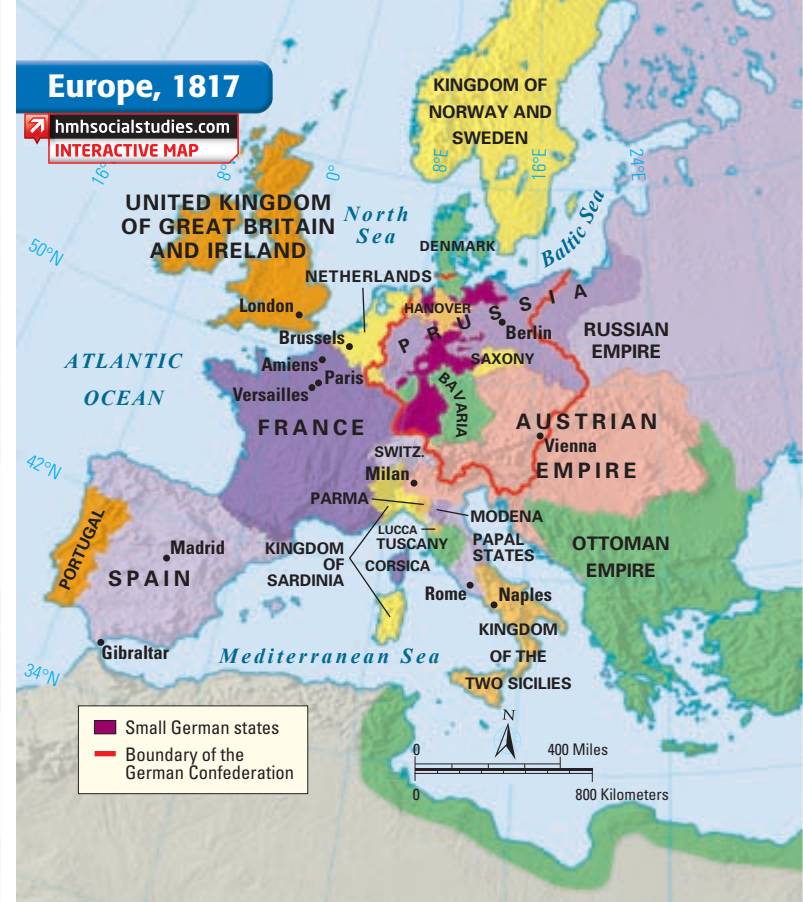 Europe, 1817
hmhsocialstudies.com
INTERACTIVE MAP
16°
8°
0°
8°E
16°E
24°E
KINGDOM OF
NORWAY AND
SWEDEN
UNITED KINGDOM
OF GREAT BRITAIN
AND IRELAND
North
Sea
DENMARK
Baltic Sea
50°N
NETHERLANDS
HANOVER
PRUSSIA
London
Berlin
RUSSIAN
EMPIRE
Brussels
SAXONY
ATLANTIC
OCEAN
Amiens
Paris
Versailles
BAVARIA
FRANCE
AUSTRIAN
EMPIRE
Vienna
SWITZ.
42°N
Milan
PARMA
MODENA
LUCCA
TUSCANY
PAPAL
STATES
OTTOMAN
EMPIRE
PORTUGAL
Madrid
SPAIN
KINGDOM
OF
SARDINIA
CORSICA
Rome
Naples
KINGDOM
OF THE
TWO SICILIES
Gibraltar
Mediterranean Sea
34°N
Small German states
Boundary of the
German Confederation
N
0 400 Miles
0 800 Kilometers